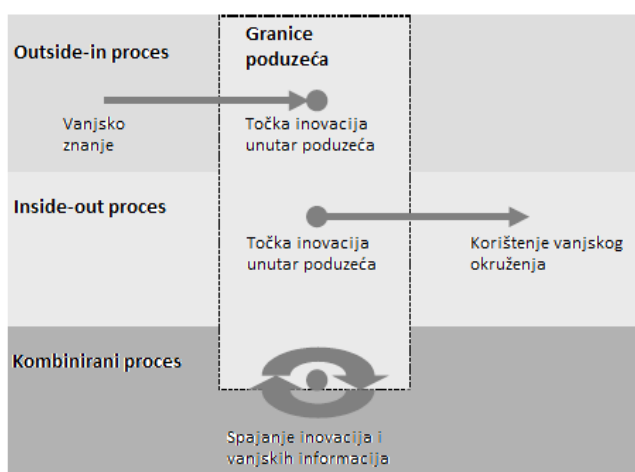 Granice
poduzeća
Outside-in proces
Vanjsko
znanje
Točka inovacija
unutar poduzeća
Inside-out proces
Točka inovacija
unutar poduzeća
Korištenje vanjskog
okruženja
Kombinirani proces
Spajanje inovacija i
vanjskih informacija